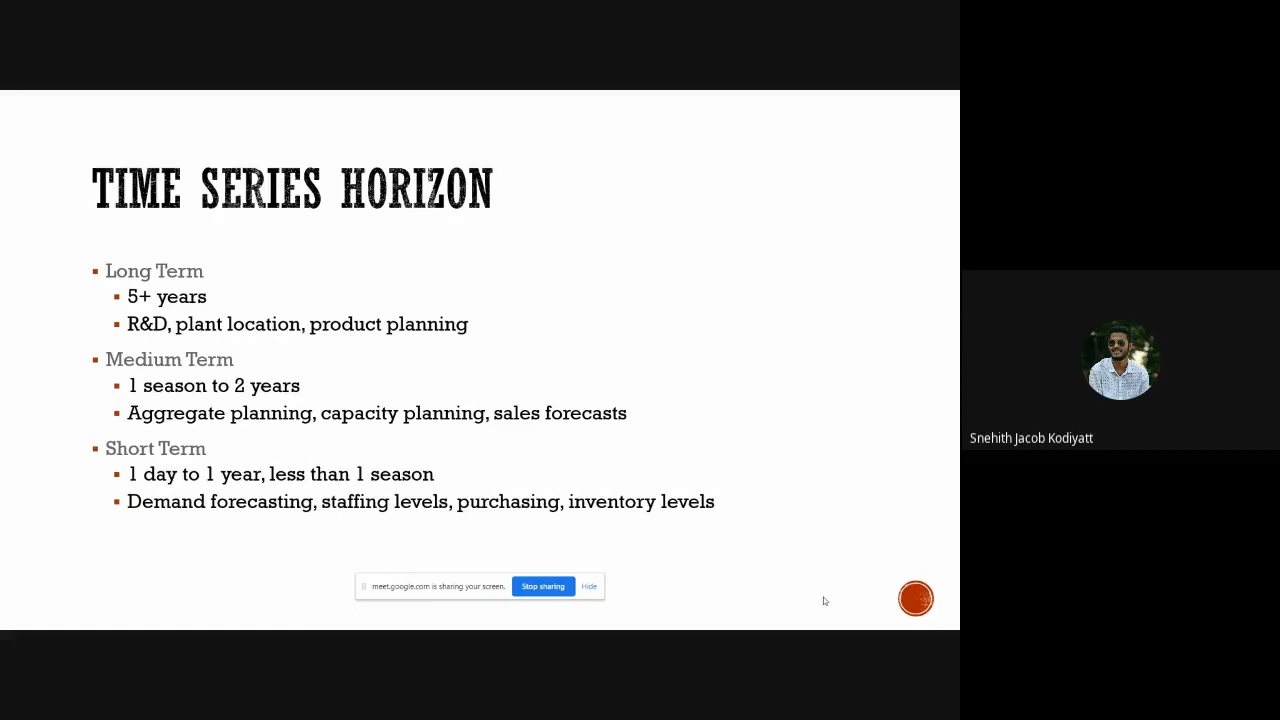 TIME SERIES HORIZON
Long Term
5+ years
R&D, plant location, product planning
Medium Term
1 season to 2 years
Aggregate planning, capacity planning, sales forecasts
Short Term
1 day to 1 year, less than 1 season
Demand forecasting, staffing levels, purchasing, inventory levels
meet.google.com is sharing your screen. Stop sharing Hide
Snehith Jacob Kodiyatt